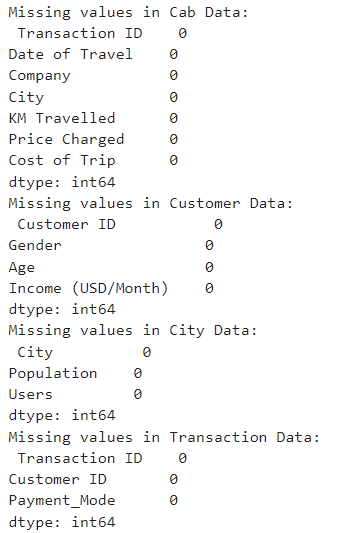 Missing values in Cab Data:
 Transaction ID    0
Date of Travel    0
Company           0
City              0
KM Travelled      0
Price Charged     0
Cost of Trip      0
dtype: int64
Missing values in Customer Data:
 Customer ID           0
Gender                0
Age                   0
Income (USD/Month)    0
dtype: int64
Missing values in City Data:
 City          0
Population    0
Users         0
dtype: int64
Missing values in Transaction Data:
 Transaction ID    0
Customer ID       0
Payment_Mode      0
dtype: int64